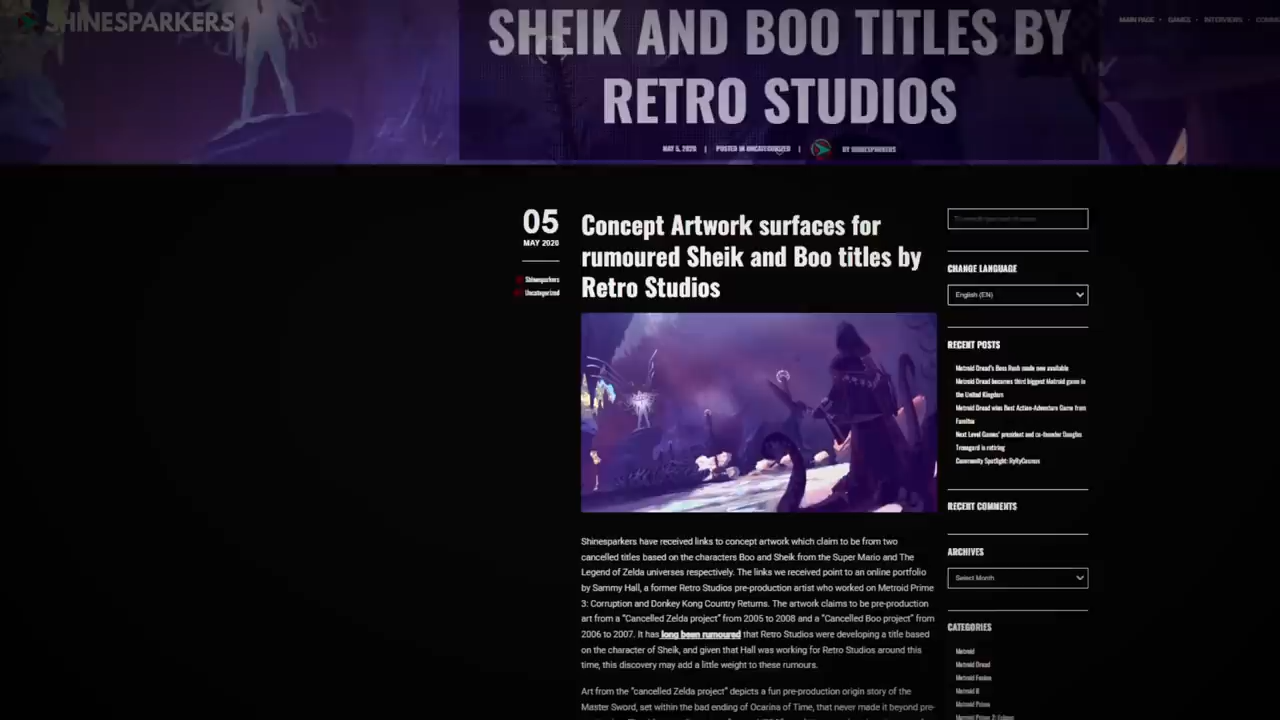 SHINESPARKERS
MAIN PAGE • GAMES • INTERVIEWS •
SHEIK AND BOO TITLES BY
RETRO STUDIOS
MAY 5, 2020 | POSTED IN UNCATEGORIZED | BY SHINESPARKERS
05
MAY 2020
Shinesparkers
Uncategorized
Concept Artwork surfaces for
rumoured Sheik and Boo titles by
Retro Studios
Shinesparkers have received links to concept artwork which claim to be from two
cancelled titles based on the characters Boo and Sheik from the Super Mario and The
Legend of Zelda universes respectively. The links we received point to an online portfolio
by Sammy Hall, a former Retro Studios pre-production artist who worked on Metroid Prime
3: Corruption and Donkey Kong Country Returns. The artwork claims to be pre-production
art from a "Cancelled Zelda project" from 2005 to 2008 and a "Cancelled Boo project" from
2006 to 2007. It has long been rumoured that Retro Studios were developing a title based
on the character of Sheik, and given that Hall was working for Retro Studios around this
time, this discovery may add a little weight to these rumours.
Art from the "cancelled Zelda project" depicts a fun pre-production origin story of the
Master Sword, set within the bad ending of Ocarina of Time, that never made it beyond pre-
CHANGE LANGUAGE
English (EN)
RECENT POSTS
Metroid Dread's Boss Rush mode now available
Metroid Dread becomes third biggest Metroid game in
the United Kingdom
Metroid Dread wins Best Action-Adventure Game from
Famitsu
Next Level Games' president and co-founder Douglas
Tronsgard is retiring
Community Spotlight: RyRyCosmos
RECENT COMMENTS
ARCHIVES
Select Month
CATEGORIES
Metroid
Metroid Dread
Metroid Fusion
Metroid II
Metroid Prime
Metroid Prime 2: Echoes